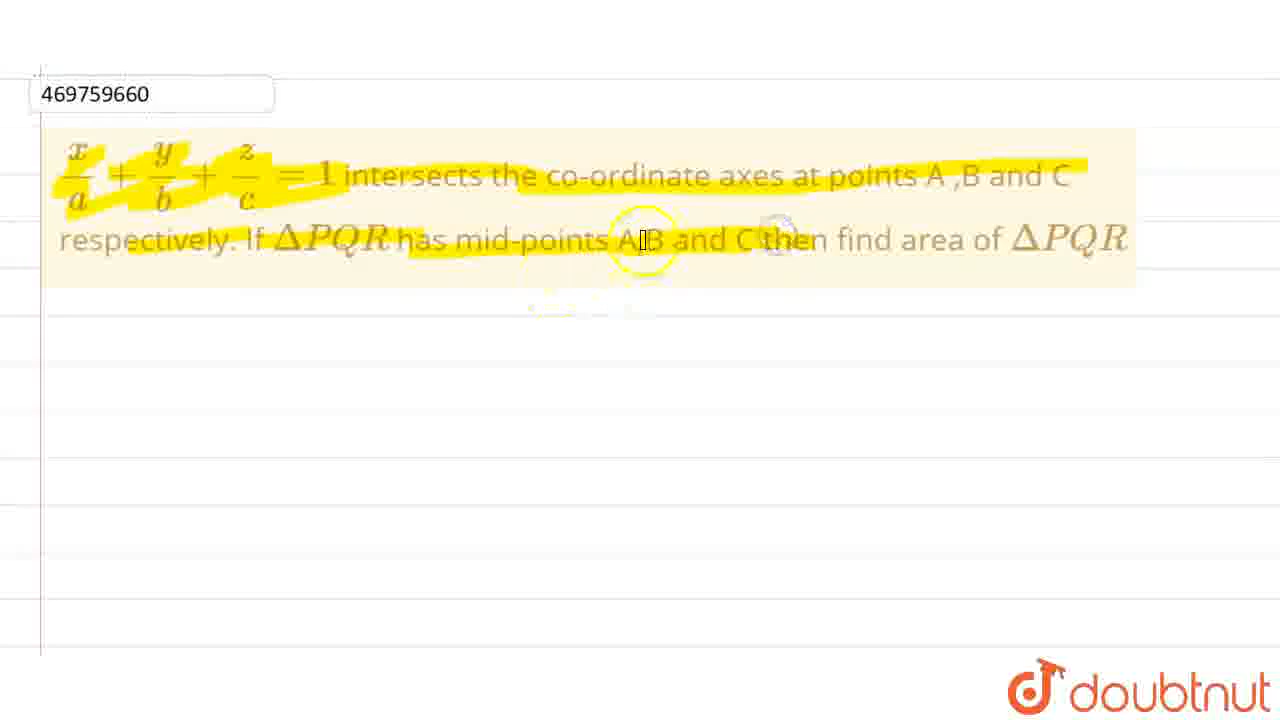 469759660
x/a + y/b + z/c = 1 intersects the co-ordinate axes at points A ,B and C
respectively. If ΔPQR has mid-points A,B and C then find area of ΔPQR
doubtnut